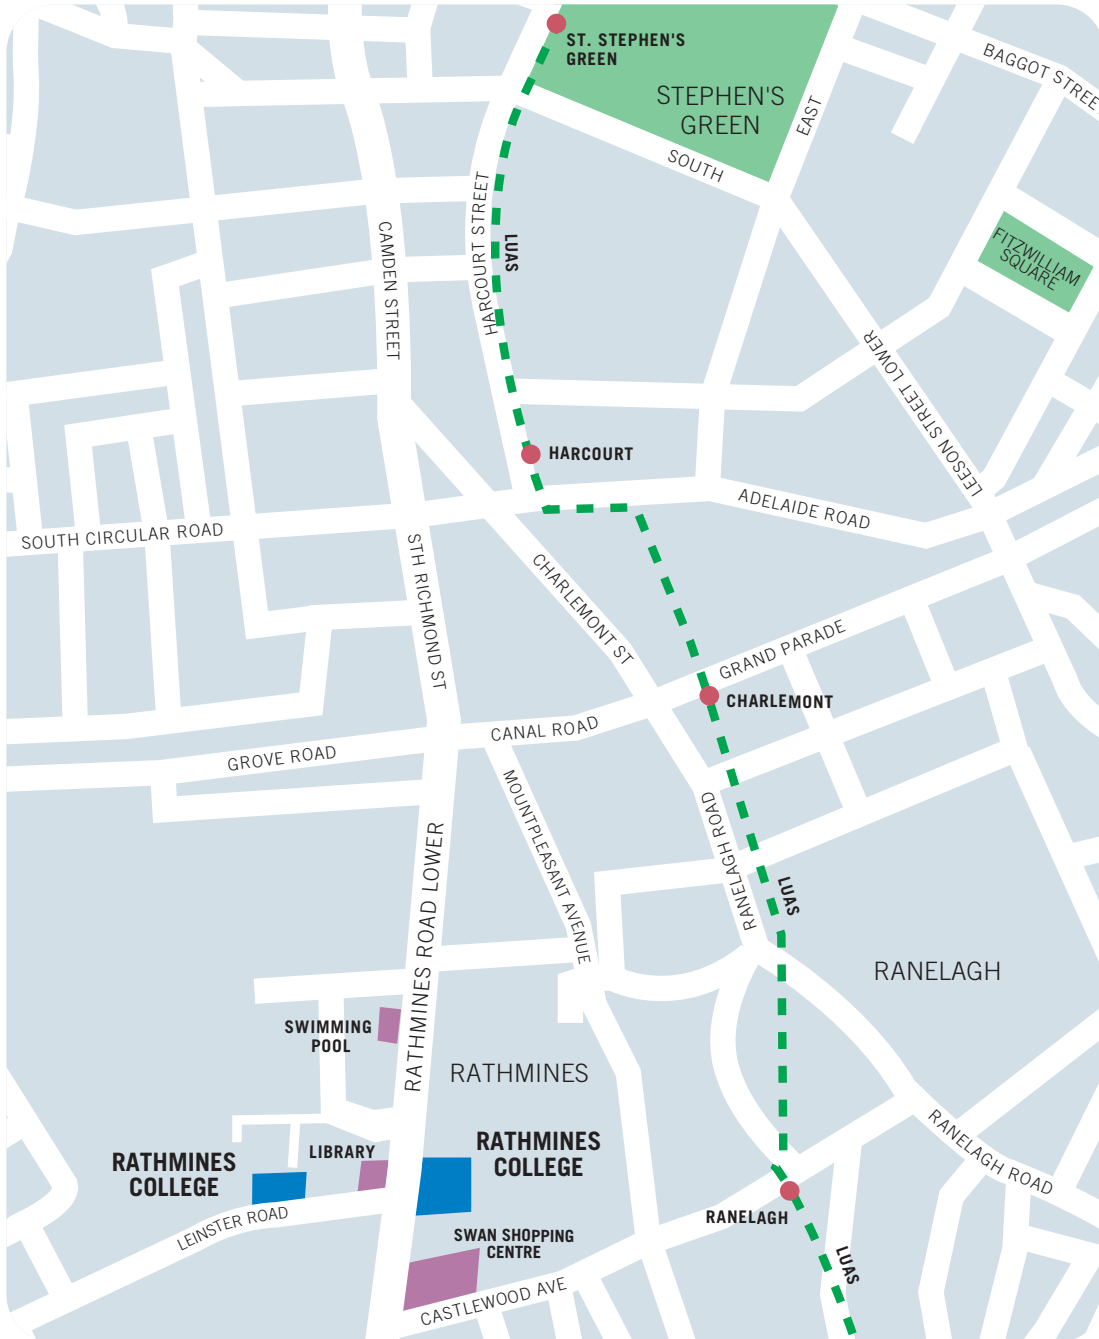 ST. STEPHEN'S
GREEN
STEPHEN'S
GREEN
EAST
BAGGOT STREE
SOUTH
HARCOURT STREET
LUAS
CAMDEN STREET
FITZWILLIAM
SQUARE
LEESON STREET LOWER
HARCOURT
ADELAIDE ROAD
SOUTH CIRCULAR ROAD
STH RICHMOND ST
CHARLEMONT ST
GRAND PARADE
CHARLEMONT
CANAL ROAD
GROVE ROAD
MOUNTPLEASANT AVENUE
RANELAGH ROAD
RATHMINES ROAD LOWER
LUAS
RANELAGH
SWIMMING
POOL
RATHMINES
RANELAGH ROAD
RATHMINES
COLLEGE
LIBRARY
RATHMINES
COLLEGE
LEINSTER ROAD
RANELAGH
SWAN SHOPPING
CENTRE
LUAS
CASTLEWOOD AVE